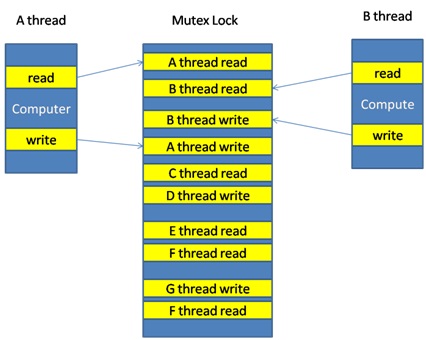 A thread
Mutex Lock
B thread
read
Computer
write
A thread read
B thread read
B thread write
A thread write
C thread read
D thread write
E thread read
F thread read
G thread write
F thread read
read
Compute
write